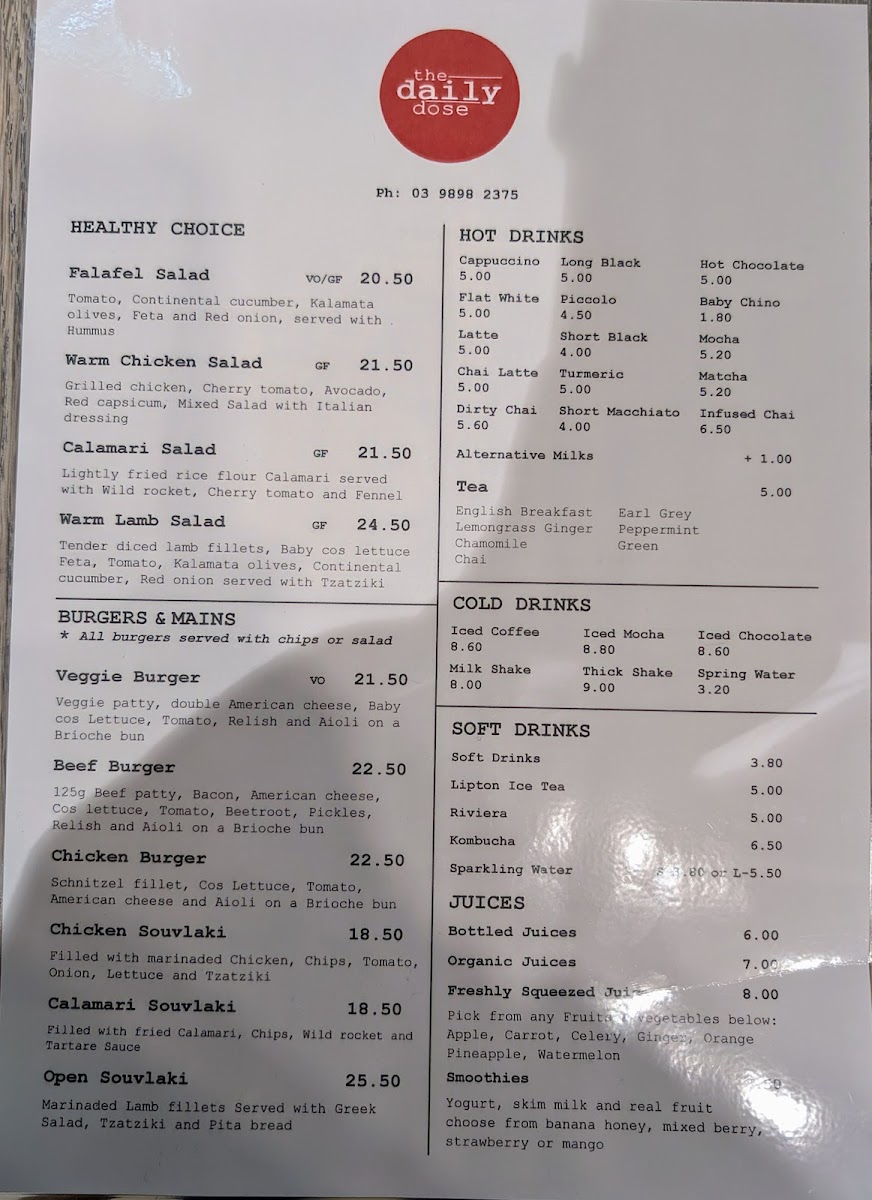 the
daily
dose
Ph: 03 9898 2375
HEALTHY CHOICE
Falafel Salad VO/GF 20.50
Tomato, Continental cucumber, Kalamata
olives, Feta and Red onion, served with
Hummus
Warm Chicken Salad GF 21.50
Grilled chicken, Cherry tomato, Avocado,
Red capsicum, Mixed Salad with Italian
dressing
Calamari Salad GF 21.50
Lightly fried rice flour Calamari served
with Wild rocket, Cherry tomato and Fennel
Warm Lamb Salad GF 24.50
Tender diced lamb fillets, Baby cos lettuce
Feta, Tomato, Kalamata olives, Continental
cucumber, Red onion served with Tzatziki
BURGERS & MAINS
* All burgers served with chips or salad
Veggie Burger VO 21.50
Veggie patty, double American cheese, Baby
cos Lettuce, Tomato, Relish and Aioli on a
Brioche bun
Beef Burger 22.50
125g Beef patty, Bacon, American cheese,
Cos lettuce, Tomato, Beetroot, Pickles,
Relish and Aioli on a Brioche bun
Chicken Burger 22.50
Schnitzel fillet, Cos Lettuce, Tomato,
American cheese and Aioli on a Brioche bun
Chicken Souvlaki 18.50
Filled with marinaded Chicken, Chips, Tomato,
Onion, Lettuce and Tzatziki
Calamari Souvlaki 18.50
Filled with fried Calamari, Chips, Wild rocket and
Tartare Sauce
Open Souvlaki 25.50
Marinaded Lamb fillets Served with Greek
Salad, Tzatziki and Pita bread
HOT DRINKS
Cappuccino Long Black Hot Chocolate
5.00 5.00 5.00
Flat White Piccolo Baby Chino
5.00 4.50 1.80
Latte Short Black Mocha
5.00 4.00 5.20
Chai Latte Turmeric Matcha
5.00 5.00 5.20
Dirty Chai Short Macchiato Infused Chai
5.60 4.00 6.50
Alternative Milks + 1.00
Tea 5.00
English Breakfast Earl Grey
Lemongrass Ginger Peppermint
Chamomile Green
Chai
COLD DRINKS
Iced Coffee Iced Mocha Iced Chocolate
8.60 8.80 8.60
Milk Shake Thick Shake Spring Water
8.00 9.00 3.20
SOFT DRINKS
Soft Drinks 3.80
Lipton Ice Tea 5.00
Riviera 5.00
Kombucha 6.50
Sparkling Water or L-5.50
JUICES
Bottled Juices 6.00
Organic Juices 7.00
Freshly Squeezed 8.00
Pick from any Fruits vegetables below:
Apple, Carrot, Celery, Ginger, Orange
Pineapple, Watermelon
Smoothies
Yogurt, skim milk and real fruit
choose from banana honey, mixed berry,
strawberry or mango